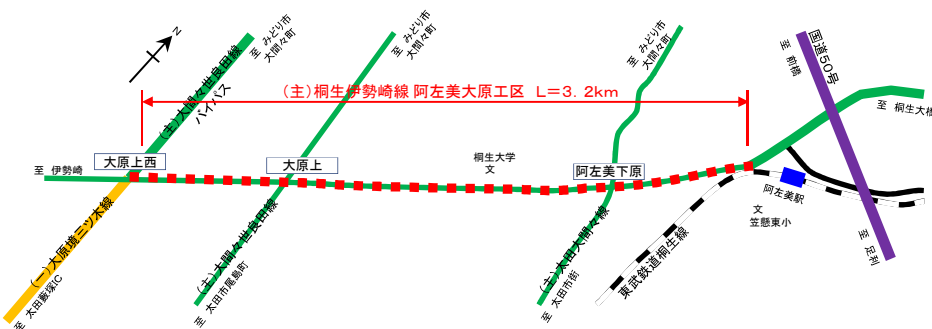 N
至 みどり市
大間々町
至 みどり市
大間々町
至 みどり市
大間々町
国道50号
至 前橋
(主)大間々世良田線
バイパス
(主)桐生伊勢崎線 阿左美大原工区 L=3.2km
至 桐生大橋
至 伊勢崎
大原上西
大原上
桐生大学
文
阿左美下原
阿左美駅
文
笠懸東小
(一)大原境三ツ木線
至 太田藪塚IC
(主)大間々世良田線
至 太田市尾島町
(主)太田大間々線
至 太田市街
東武鉄道桐生線
至 足利